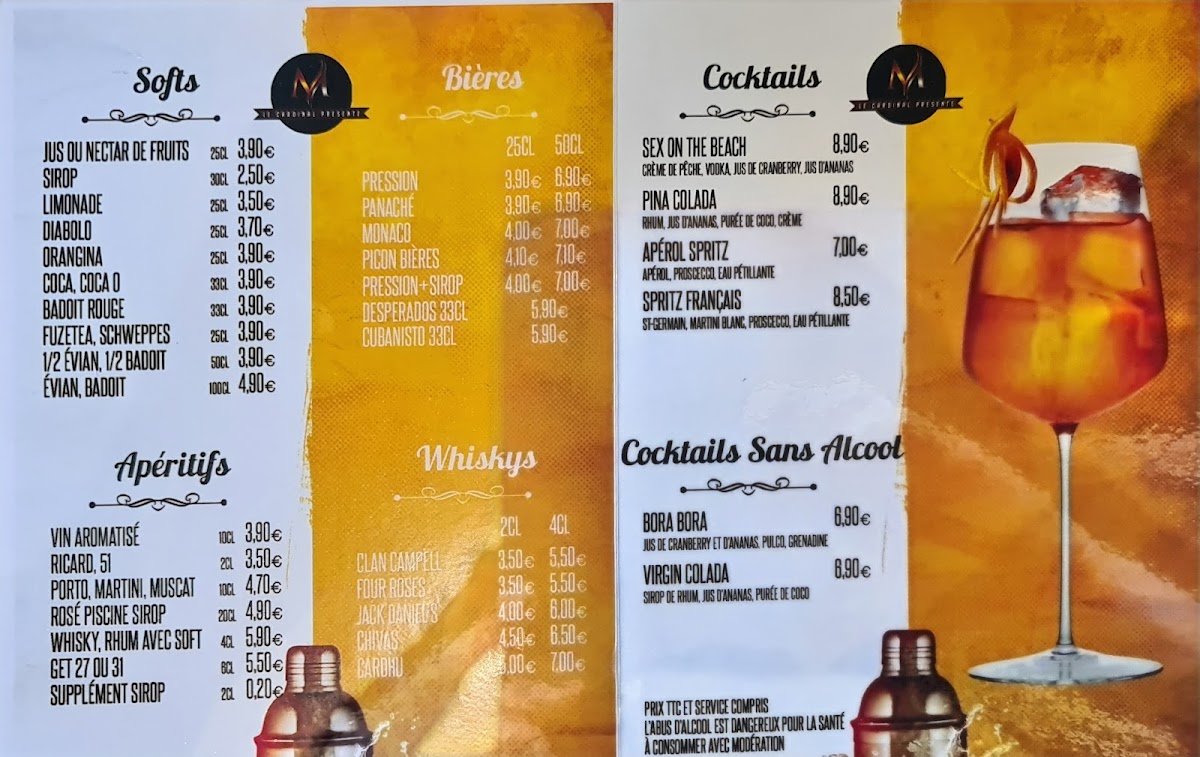 Softs
LE CARDINAL PRESENTE
JUS OU NECTAR DE FRUITS 25CL 3,90€
SIROP 30CL 2,50€
LIMONADE 25CL 3,50€
DIABOLO 25CL 3,70€
ORANGINA 25CL 3,90€
COCA, COCA 0 33CL 3,90€
BADOIT ROUGE 33CL 3,90€
FUZETEA, SCHWEPPES 25CL 3,90€
1/2 ÉVIAN, 1/2 BADOIT 50CL 3,90€
ÉVIAN, BADOIT 100CL 4,90€
Apéritifs
VIN AROMATISÉ 10CL 3,90€
RICARD, 51 2CL 3,50€
PORTO, MARTINI, MUSCAT 10CL 4,70€
ROSÉ PISCINE SIROP 20CL 4,90€
WHISKY, RHUM AVEC SOFT 4CL 5,90€
GET 27 OU 31 6CL 5,50€
SUPPLÉMENT SIROP 2CL 0,20€
Bières
25CL 50CL
PRESSION 3,90€ 6,90€
PANACHÉ 3,90€ 6,90€
MONACO 4,00€ 7,00€
PICON BIÈRES 4,10€ 7,10€
PRESSION+SIROP 4,00€ 7,00€
DESPERADOS 33CL 5,90€
CUBANISTO 33CL 5,90€
Whiskys
2CL 4CL
CLAN CAMPELL 3,50€ 5,50€
FOUR ROSES 3,50€ 5,50€
JACK DANIEL'S 4,00€ 6,00€
CHIVAS 4,50€ 6,50€
CARDHU 5,00€ 7,00€
Cocktails
LE CARDINAL PRESENTE
SEX ON THE BEACH 8,90€
CRÈME DE PÊCHE, VODKA, JUS DE CRANBERRY, JUS D'ANANAS
PINA COLADA 8,90€
RHUM, JUS D'ANANAS, PURÉE DE COCO, CRÈME
APÉROL SPRITZ 7,00€
APÉROL, PROSCECCO, EAU PÉTILLANTE
SPRITZ FRANÇAIS 8,50€
ST-GERMAIN, MARTINI BLANC, PROSCECCO, EAU PÉTILLANTE
Cocktails Sans Alcool
BORA BORA 6,90€
JUS DE CRANBERRY ET D'ANANAS, PULCO, GRENADINE
VIRGIN COLADA 6,90€
SIROP DE RHUM, JUS D'ANANAS, PURÉE DE COCO
PRIX TTC ET SERVICE COMPRIS
L'ABUS D'ALCOOL EST DANGEREUX POUR LA SANTÉ
À CONSOMMER AVEC MODÉRATION